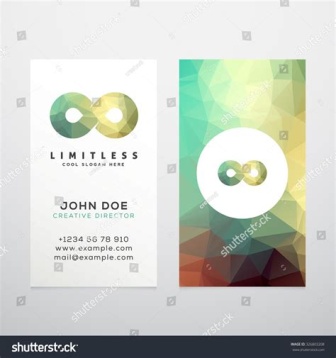 LIMITLESS
COOL SLOGAN HERE
JOHN DOE
CREATIVE DIRECTOR
+1234 56 78 910
mail@example.com
www.example.com
shutterstock
shutterstock